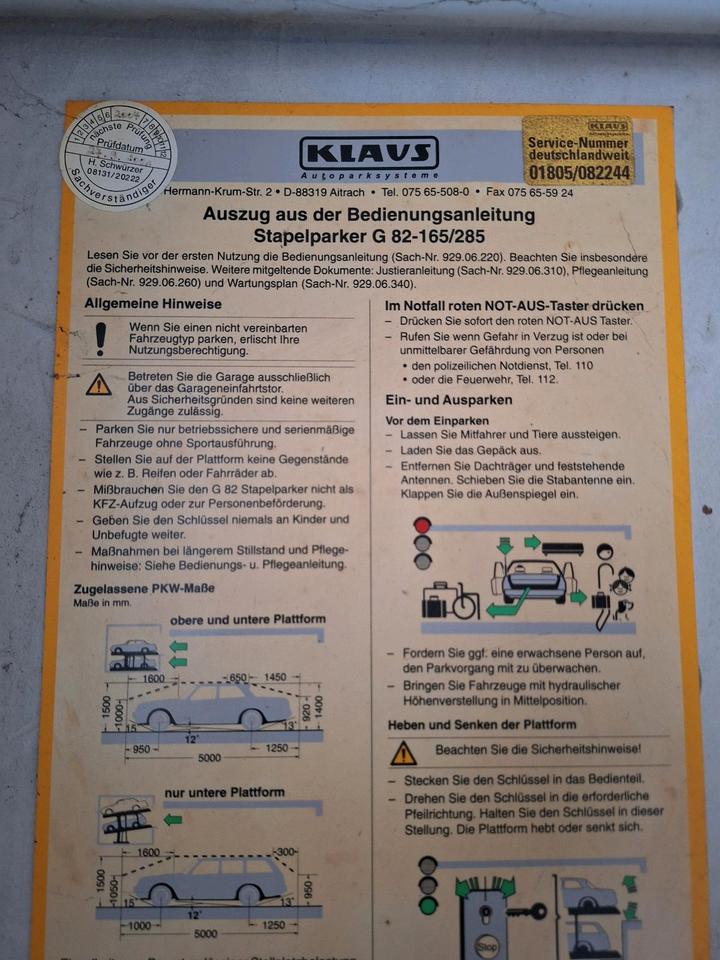 1 2 3 4 5 6 7 8 9 10 11 12
nächste Prüfung
Prüfdatum
H. Schwürzer
08131/20222
Sachverständiger
KLAUS
Autoparksysteme
KLAUS
Service-Nummer
deutschlandweit
01805/082244
Hermann-Krum-Str. 2 • D-88319 Aitrach • Tel. 075 65-508-0 • Fax 075 65-59 24
Auszug aus der Bedienungsanleitung
Stapelparker G 82-165/285
Lesen Sie vor der ersten Nutzung die Bedienungsanleitung (Sach-Nr. 929.06.220). Beachten Sie insbesondere
die Sicherheitshinweise. Weitere mitgeltende Dokumente: Justieranleitung (Sach-Nr. 929.06.310), Pflegeanleitung
(Sach-Nr. 929.06.260) und Wartungsplan (Sach-Nr. 929.06.340).
Allgemeine Hinweise
! Wenn Sie einen nicht vereinbarten
Fahrzeugtyp parken, erlischt Ihre
Nutzungsberechtigung.
! Betreten Sie die Garage ausschließlich
über das Garageneinfahrtstor.
Aus Sicherheitsgründen sind keine weiteren
Zugänge zulässig.
– Parken Sie nur betriebssichere und serienmäßige
Fahrzeuge ohne Sportausführung.
– Stellen Sie auf der Plattform keine Gegenstände
wie z. B. Reifen oder Fahrräder ab.
– Mißbrauchen Sie den G 82 Stapelparker nicht als
KFZ-Aufzug oder zur Personenbeförderung.
– Geben Sie den Schlüssel niemals an Kinder und
Unbefugte weiter.
– Maßnahmen bei längerem Stillstand und Pflege-
hinweise: Siehe Bedienungs- u. Pflegeanleitung.
Zugelassene PKW-Maße
Maße in mm.
obere und untere Plattform
1600 650 1450
1500 1000 920 1400
15° 12° 13°
950 1250
5000
nur untere Plattform
1600 300
1500 1050 950
15° 12° 13°
1000 1250
5000
Im Notfall roten NOT-AUS-Taster drücken
– Drücken Sie sofort den roten NOT-AUS Taster.
– Rufen Sie wenn Gefahr in Verzug ist oder bei
unmittelbarer Gefährdung von Personen
• den polizeilichen Notdienst, Tel. 110
• oder die Feuerwehr, Tel. 112.
Ein- und Ausparken
Vor dem Einparken
– Lassen Sie Mitfahrer und Tiere aussteigen.
– Laden Sie das Gepäck aus.
– Entfernen Sie Dachträger und feststehende
Antennen. Schieben Sie die Stabantenne ein.
Klappen Sie die Außenspiegel ein.
– Fordern Sie ggf. eine erwachsene Person auf,
den Parkvorgang mit zu überwachen.
– Bringen Sie Fahrzeuge mit hydraulischer
Höhenverstellung in Mittelposition.
Heben und Senken der Plattform
! Beachten Sie die Sicherheitshinweise!
– Stecken Sie den Schlüssel in das Bedienteil.
– Drehen Sie den Schlüssel in die erforderliche
Pfeilrichtung. Halten Sie den Schlüssel in dieser
Stellung. Die Plattform hebt oder senkt sich.
Stop